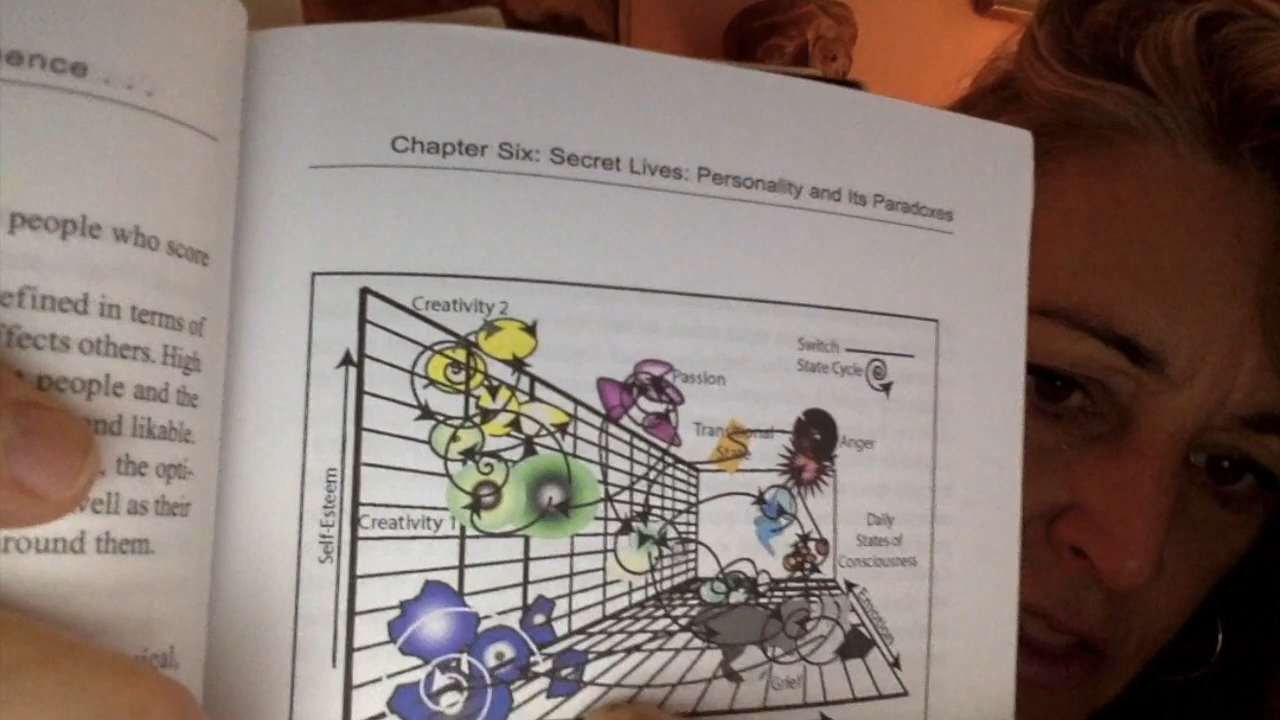 ence . . .
people who score
efined in terms of
ffects others. High
people and the
nd likable.
, the opti-
well as their
round them.
ical,
Chapter Six: Secret Lives: Personality and Its Paradoxes
Creativity 2
Switch
State Cycle
Passion
Anger
Self-Esteem
Creativity 1
Daily
States of
Consciousness
Emotion
Grief